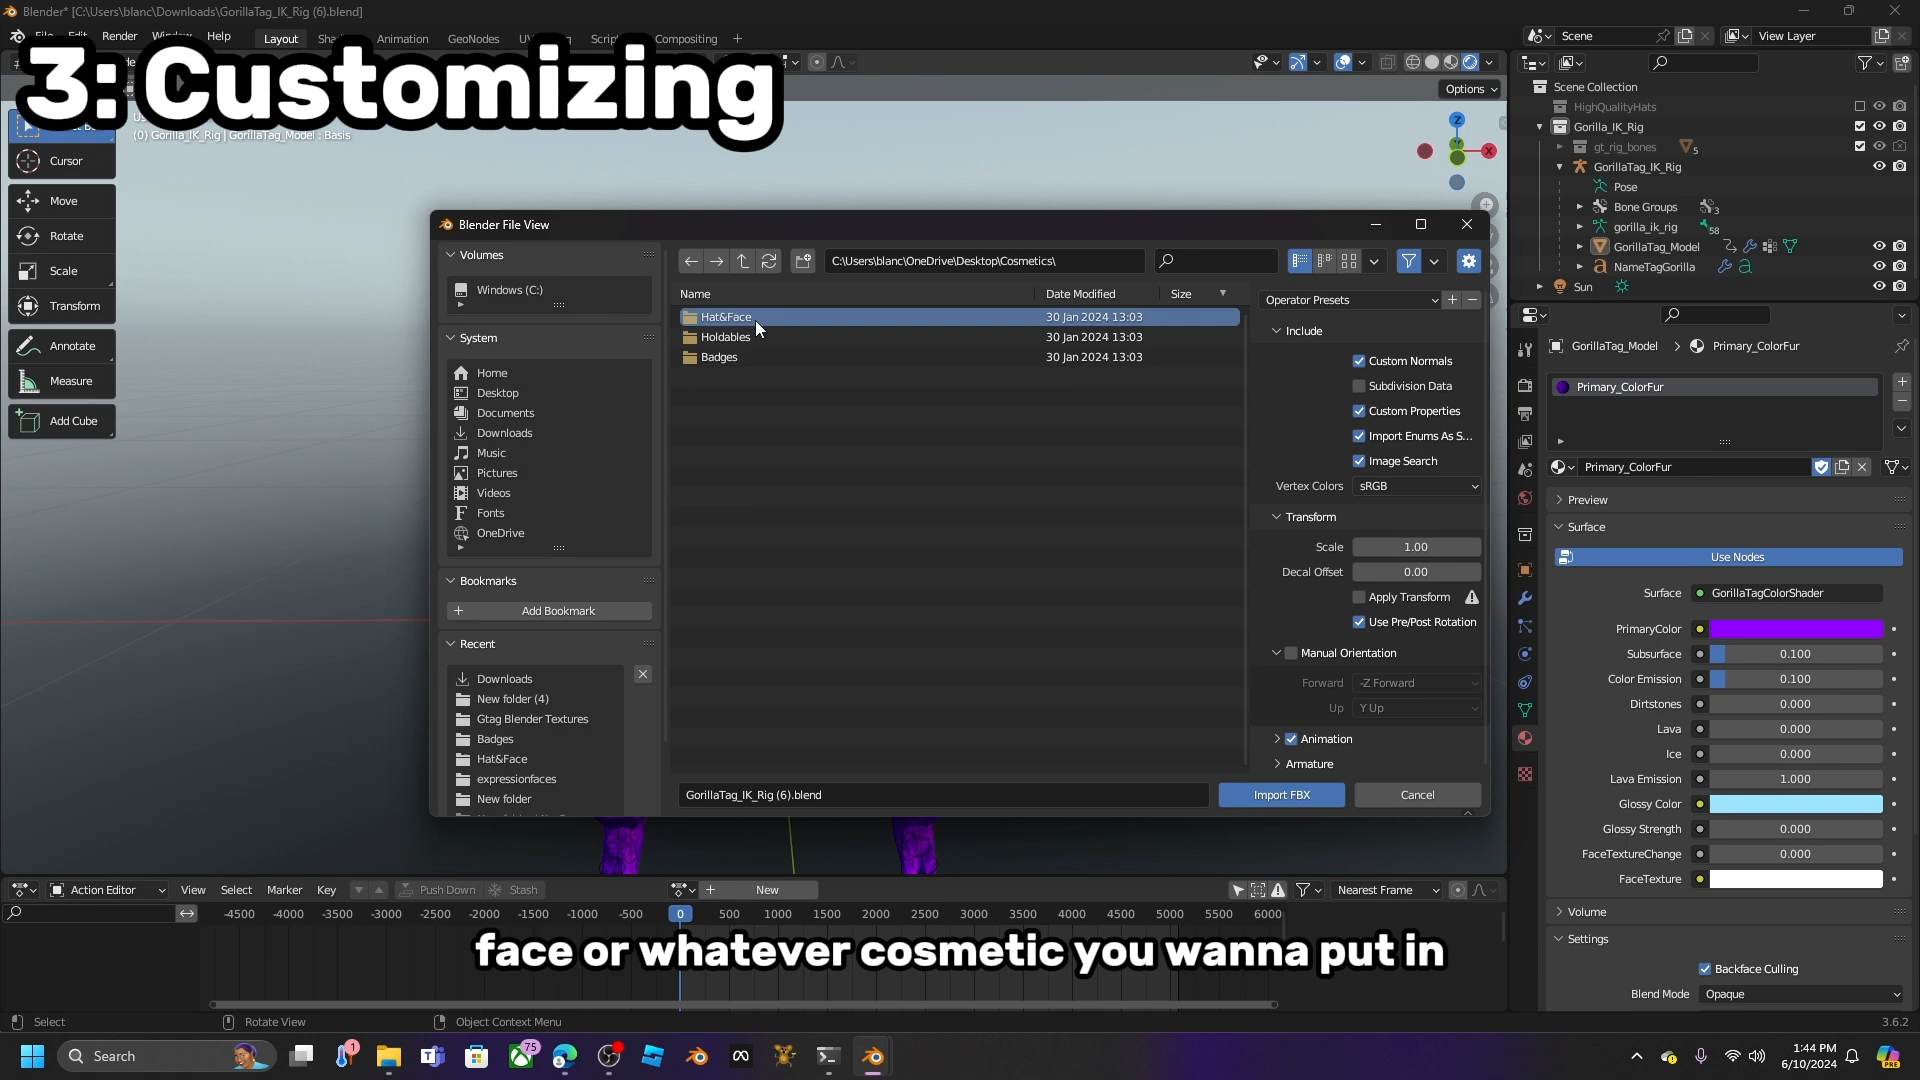 Blender* [C:\Users\blanc\Downloads\GorillaTag_IK_Rig (6).blend]
File Edit Render Window Help
Layout
Animation
GeoNodes
Compositing
Scene
View Layer
3: Customizing
(0) Gorilla_IK_Rig | GorillaTag_Model : Basis
Options
Cursor
Move
Rotate
Scale
Transform
Annotate
Measure
Add Cube
Z
X
Scene Collection
HighQualityHats
Gorilla_IK_Rig
gt_rig_bones
5
GorillaTag_IK_Rig
Pose
Bone Groups
3
gorilla_ik_rig
58
GorillaTag_Model
NameTagGorilla
Sun
Blender File View
Volumes
Windows (C:)
System
Home
Desktop
Documents
Downloads
Music
Pictures
Videos
Fonts
OneDrive
Bookmarks
Add Bookmark
Recent
Downloads
New folder (4)
Gtag Blender Textures
Badges
Hat&Face
expressionfaces
New folder
C:\Users\blanc\OneDrive\Desktop\Cosmetics\
Name Date Modified Size
Hat&Face 30 Jan 2024 13:03
Holdables 30 Jan 2024 13:03
Badges 30 Jan 2024 13:03
Operator Presets
Include
Custom Normals
Subdivision Data
Custom Properties
Import Enums As S...
Image Search
Vertex Colors sRGB
Transform
Scale 1.00
Decal Offset 0.00
Apply Transform
Use Pre/Post Rotation
Manual Orientation
Forward -Z Forward
Up Y Up
Animation
Armature
GorillaTag_IK_Rig (6).blend
Import FBX
Cancel
GorillaTag_Model > Primary_ColorFur
Primary_ColorFur
Primary_ColorFur
Preview
Surface
Use Nodes
Surface GorillaTagColorShader
PrimaryColor
Subsurface 0.100
Color Emission 0.100
Dirtstones 0.000
Lava 0.000
Ice 0.000
Lava Emission 1.000
Glossy Color
Glossy Strength 0.000
FaceTextureChange 0.000
FaceTexture
Volume
Settings
Backface Culling
Blend Mode Opaque
Action Editor View Select Marker Key Push Down Stash New Nearest Frame
-4500 -4000 -3500 -3000 -2500 -2000 -1500 -1000 -500 0 500 1000 1500 2000 2500 3000 3500 4000 4500 5000 5500 6000
face or whatever cosmetic you wanna put in
Select Rotate View Object Context Menu 3.6.2
Search
1
75
1:44 PM
6/10/2024
PRE